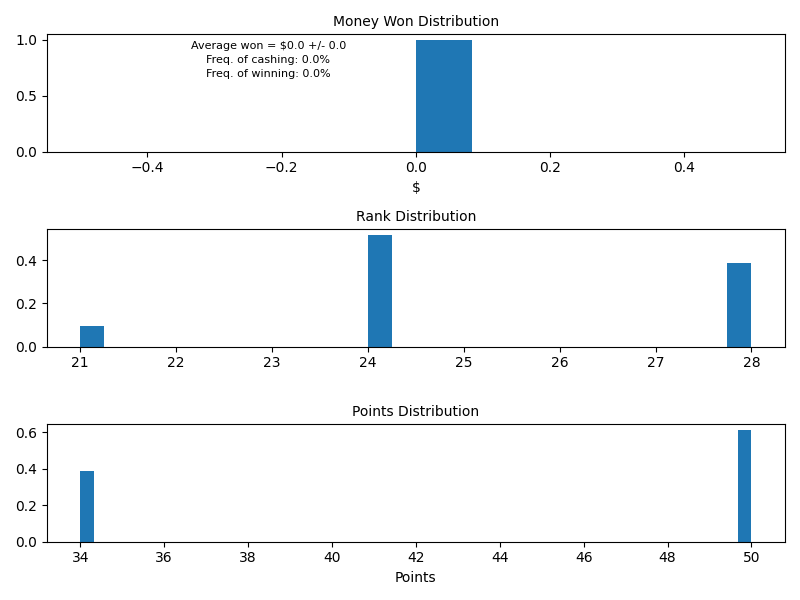 Money Won Distribution
1.0
0.5
0.0
Average won = $0.0 +/- 0.0
Freq. of cashing: 0.0%
Freq. of winning: 0.0%
−0.4 −0.2 0.0 0.2 0.4
$
Rank Distribution
0.4
0.2
0.0
21 22 23 24 25 26 27 28
Points Distribution
0.6
0.4
0.2
0.0
34 36 38 40 42 44 46 48 50
Points